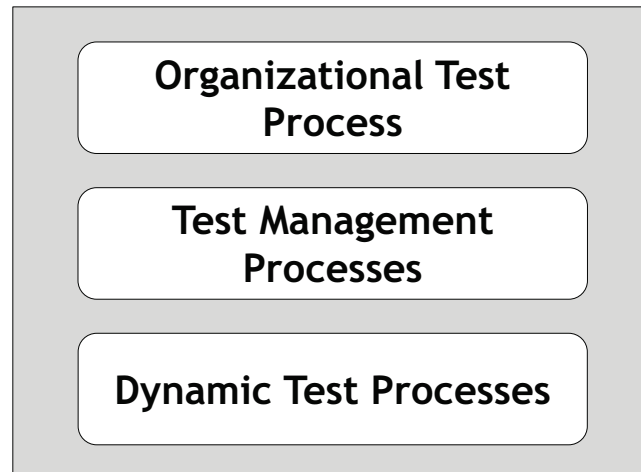 Organizational Test
Process
Test Management
Processes
Dynamic Test Processes